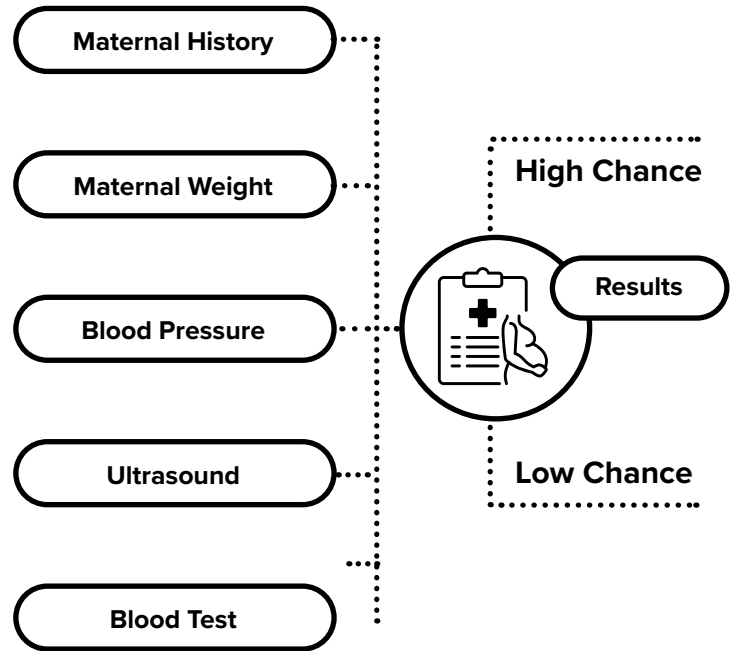 Maternal History
Maternal Weight
Blood Pressure
Ultrasound
Blood Test
High Chance
Results
Low Chance